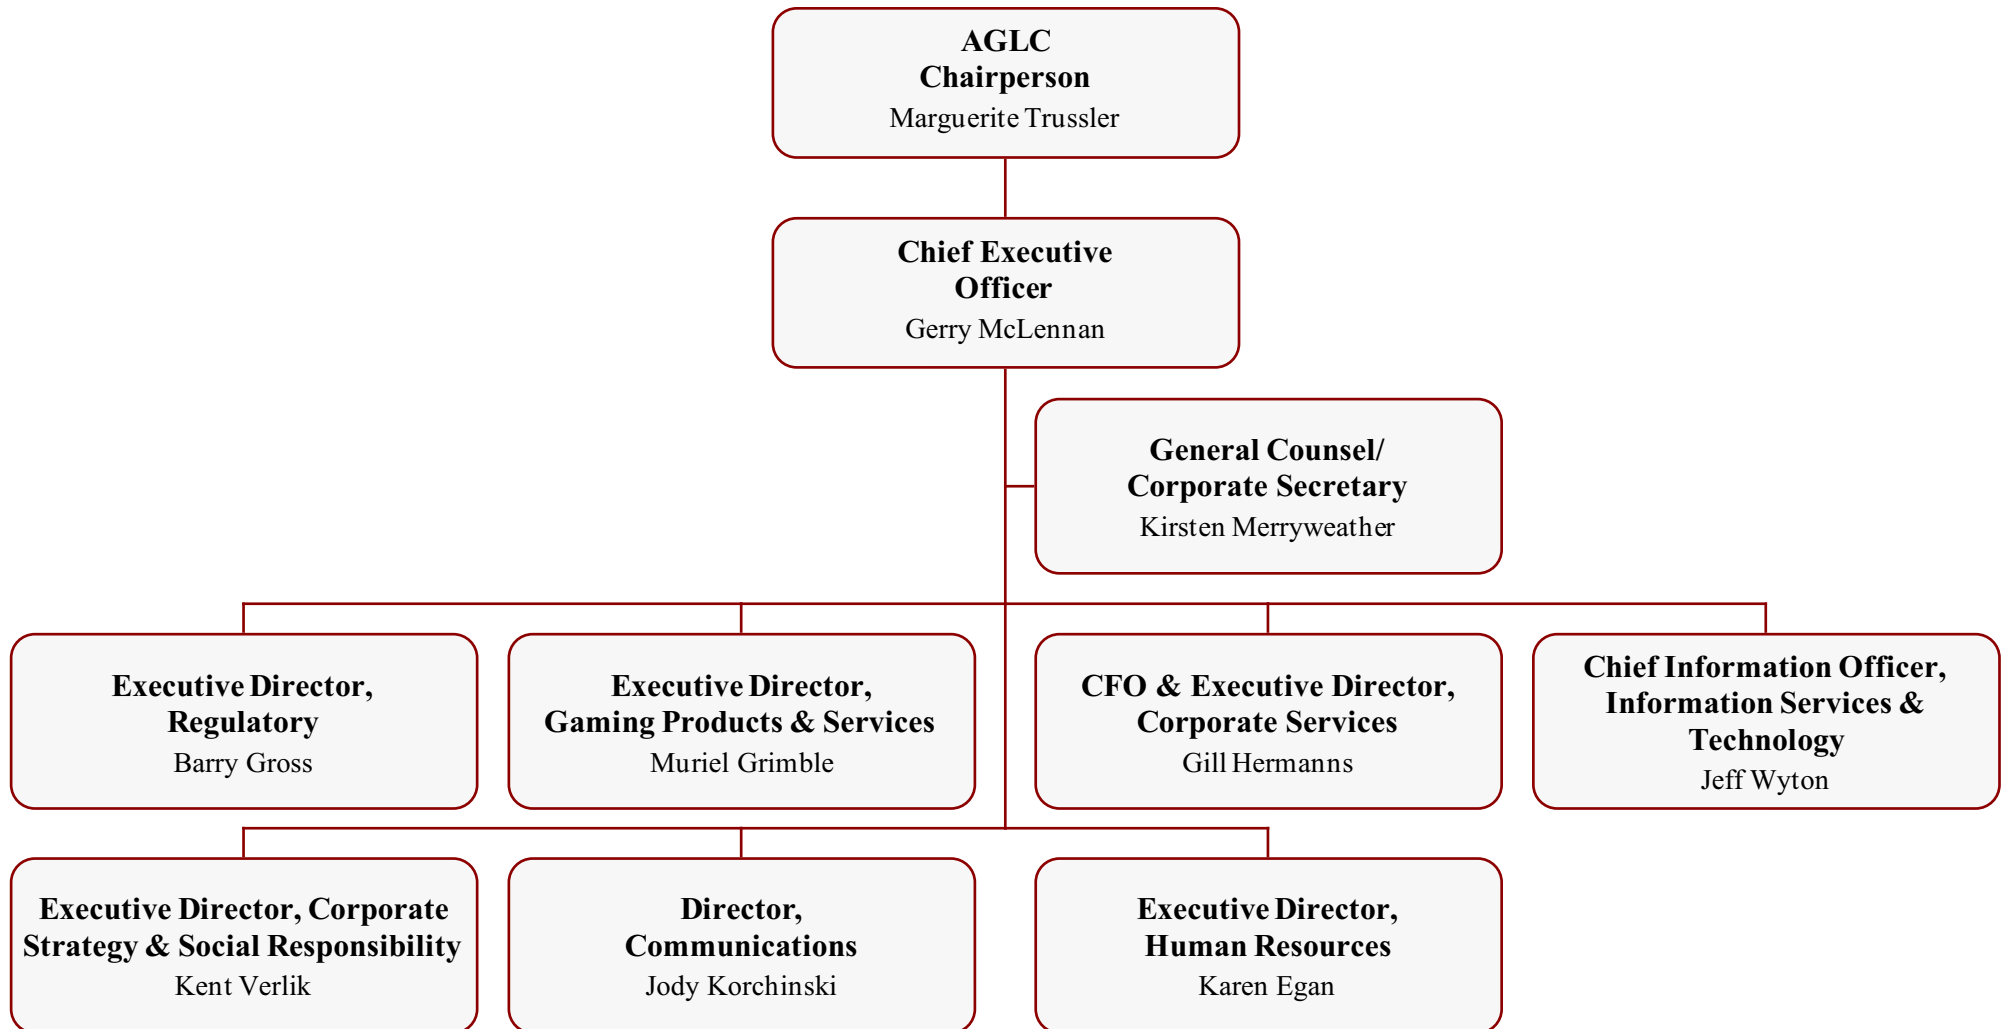 AGLC
Chairperson
Marguerite Trussler
Chief Executive
Officer
Gerry McLennan
General Counsel/
Corporate Secretary
Kirsten Merryweather
Executive Director,
Regulatory
Barry Gross
Executive Director,
Gaming Products & Services
Muriel Grimble
CFO & Executive Director,
Corporate Services
Gill Hermanns
Chief Information Officer,
Information Services &
Technology
Jeff Wyton
Executive Director, Corporate
Strategy & Social Responsibility
Kent Verlik
Director,
Communications
Jody Korchinski
Executive Director,
Human Resources
Karen Egan